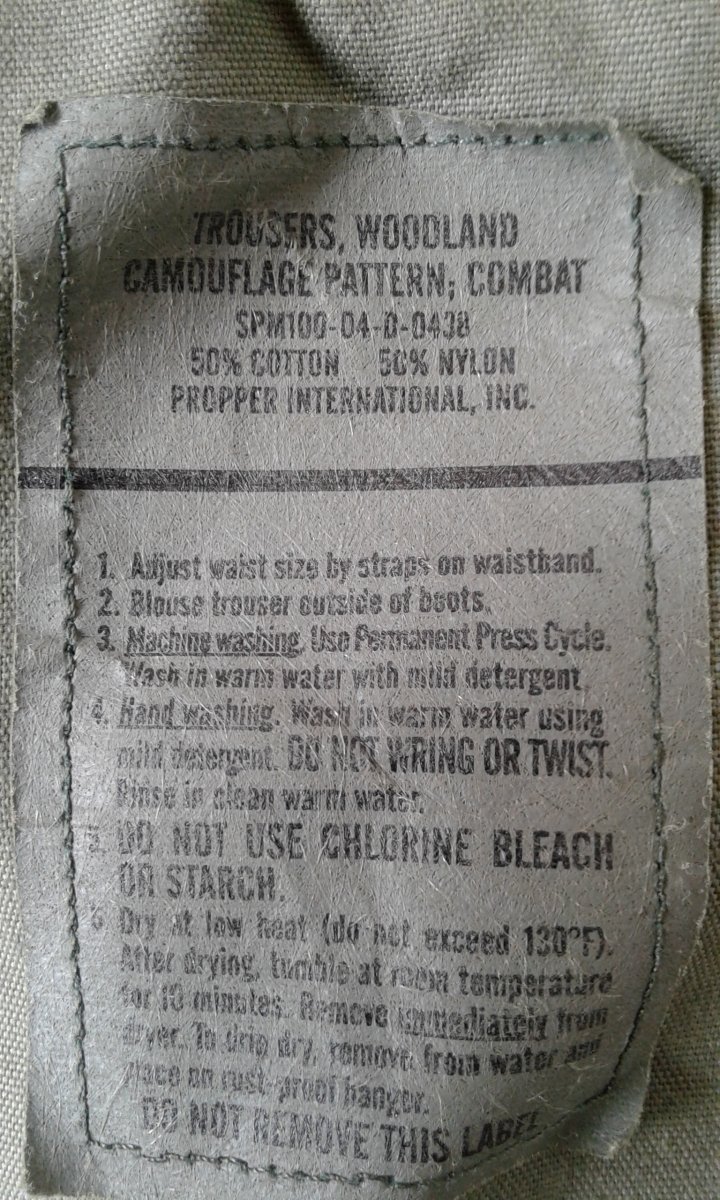 TROUSERS, WOODLAND
CAMOUFLAGE PATTERN; COMBAT
SPM100-04-D-0438
50% COTTON 50% NYLON
PROPPER INTERNATIONAL, INC.
1. Adjust waist size by straps on waistband.
2. Blouse trouser outside of boots.
3. Machine washing. Use Permanent Press Cycle.
Wash in warm water with mild detergent.
4. Hand washing. Wash in warm water using
mild detergent. DO NOT WRING OR TWIST.
Rinse in clean warm water.
5. DO NOT USE CHLORINE BLEACH
OR STARCH.
6 Dry at low heat (do not exceed 130°F).
After drying, tumble at room temperature
for 10 minutes. Remove immediately from
dryer. To drip dry, remove from water and
place on rust-proof hanger.
DO NOT REMOVE THIS LABEL